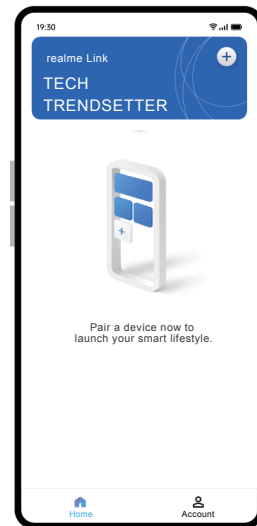 19:30
realme Link
TECH
TRENDSETTER
Pair a device now to
launch your smart lifestyle.
Home
Account